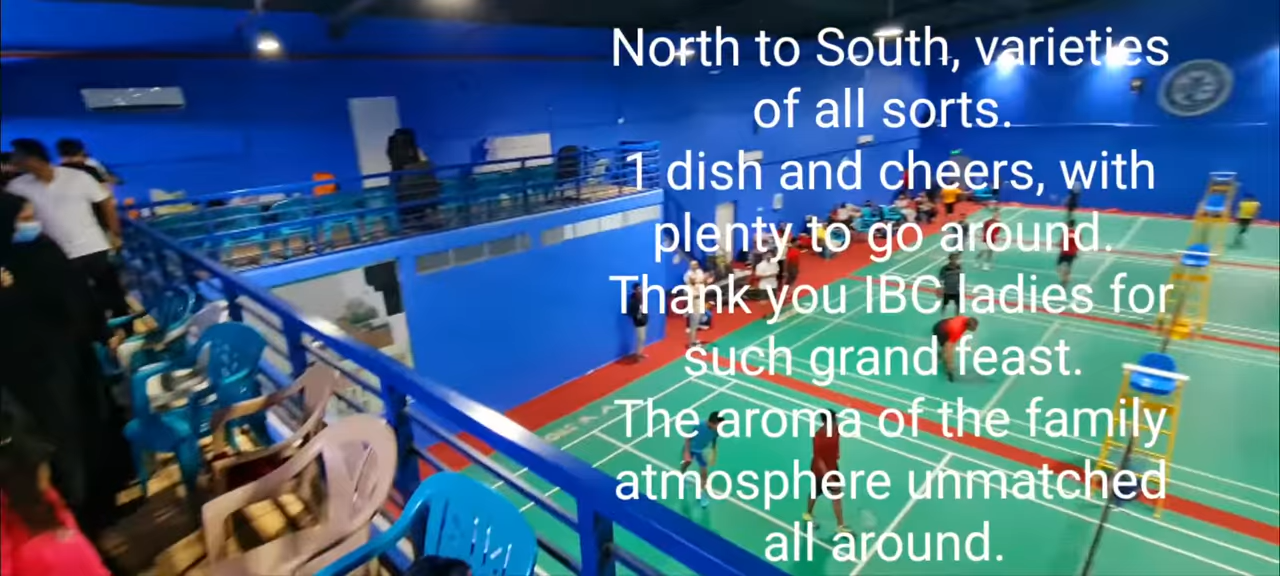 North to South, varieties
of all sorts.
1 dish and cheers, with
plenty to go around.
Thank you IBC ladies for
such grand feast.
The aroma of the family
atmosphere unmatched
all around.